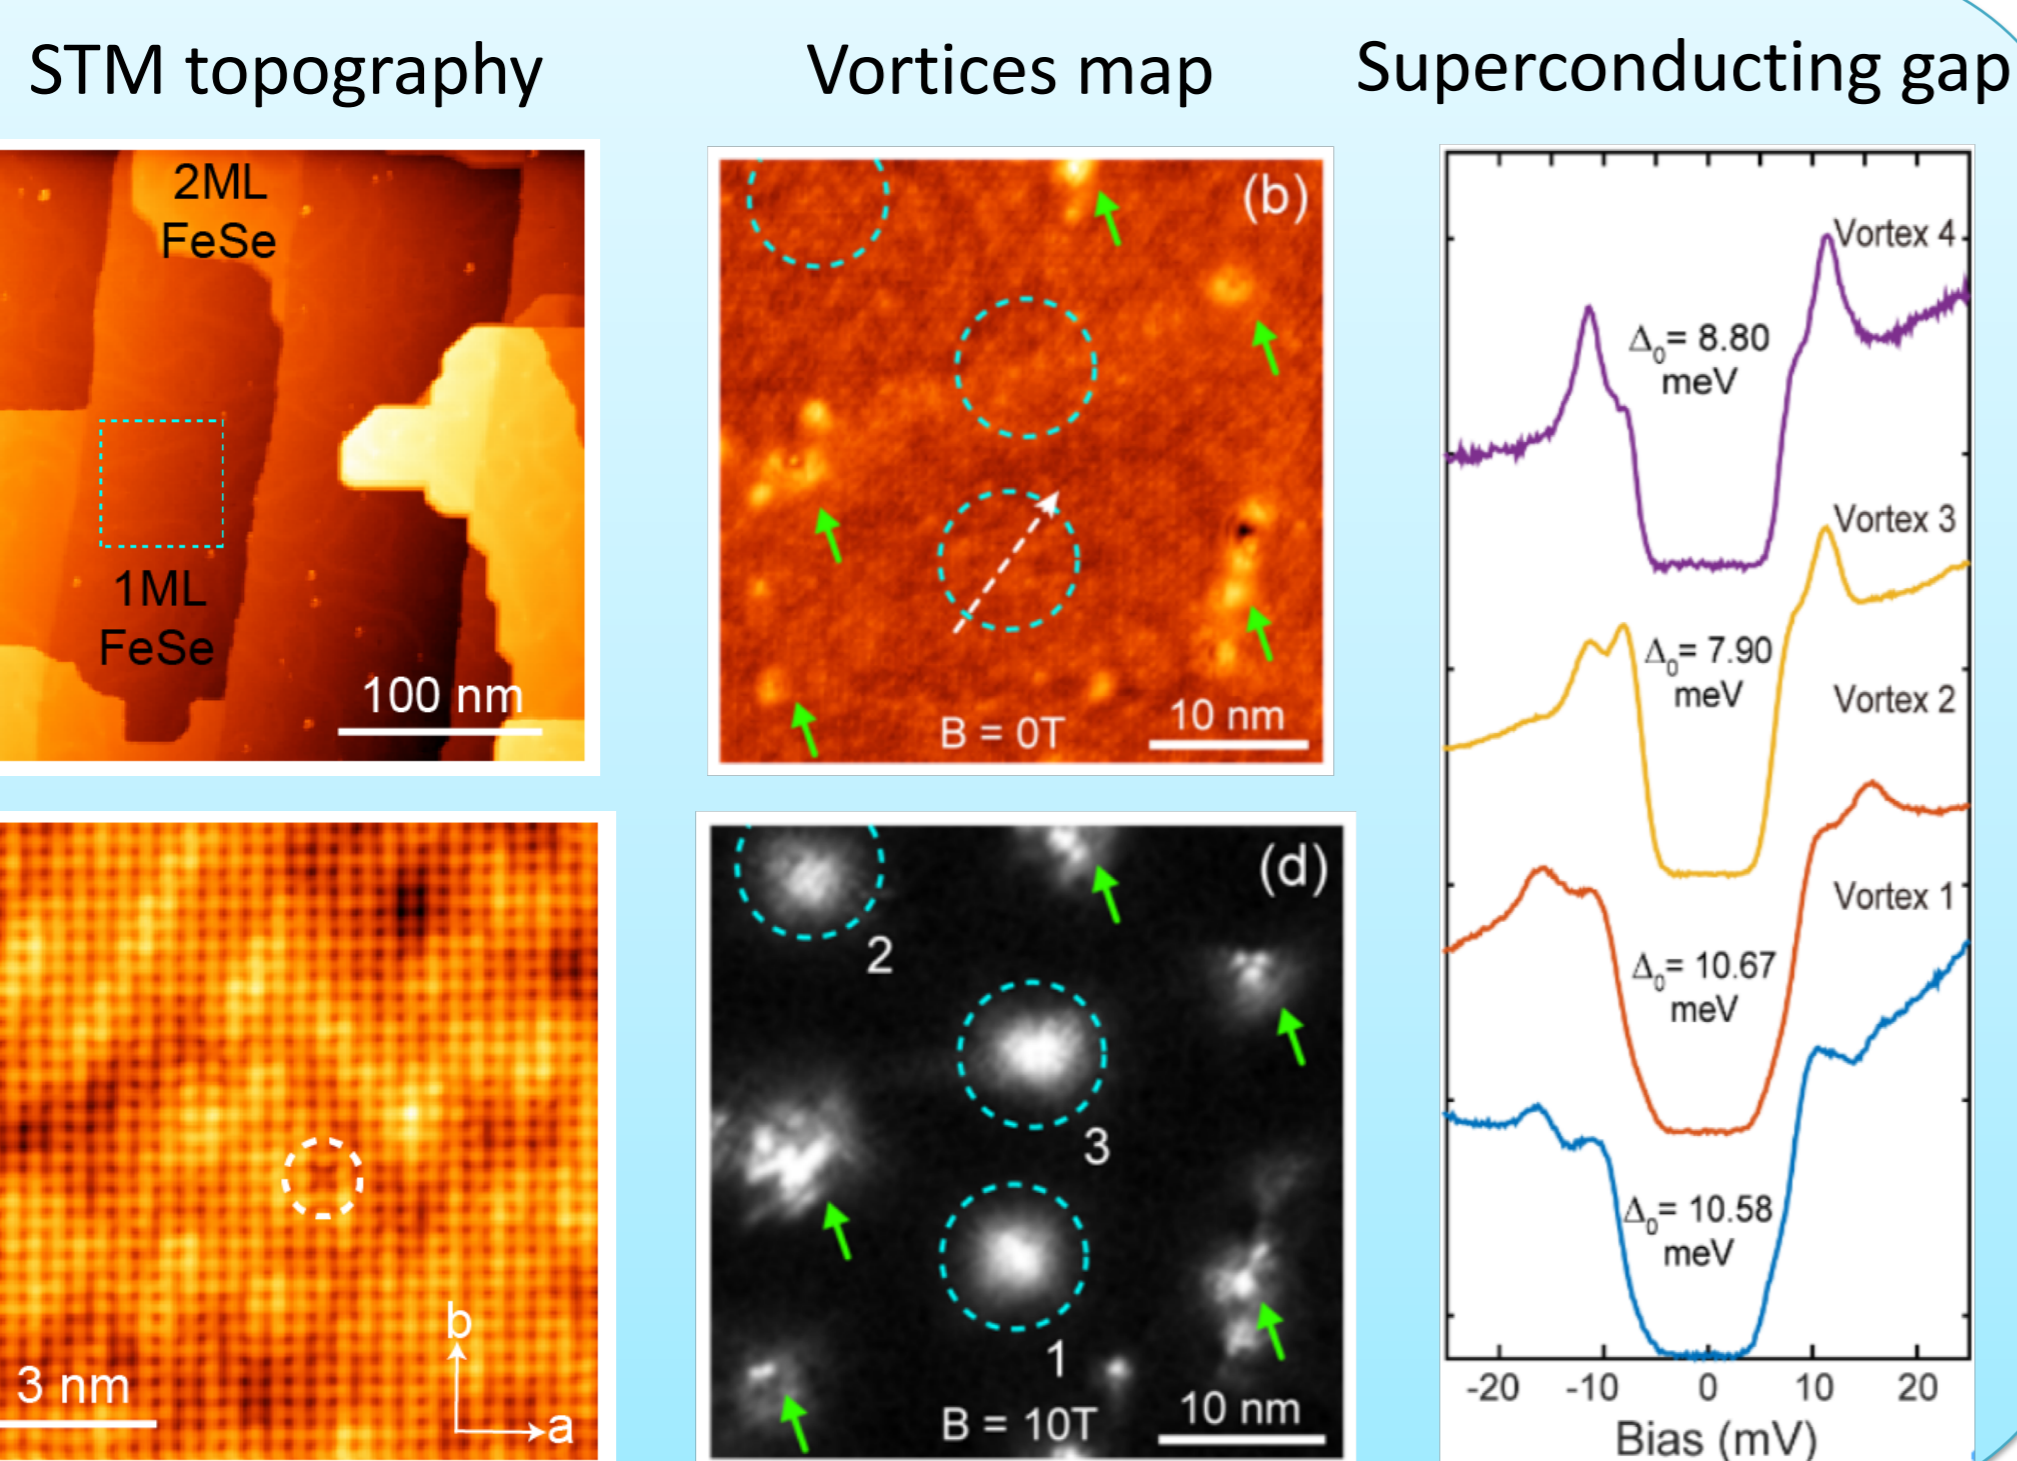 STM topography
Vortices map
Superconducting gap
2ML
FeSe
1ML
FeSe
100 nm
(b)
B = 0T
10 nm
3 nm
b
a
(d)
2
3
1
B = 10T
10 nm
Vortex 4
Δ0= 8.80
meV
Vortex 3
Δ0= 7.90
meV
Vortex 2
Δ0= 10.67
meV
Vortex 1
Δ0= 10.58
meV
-20 -10 0 10 20
Bias (mV)